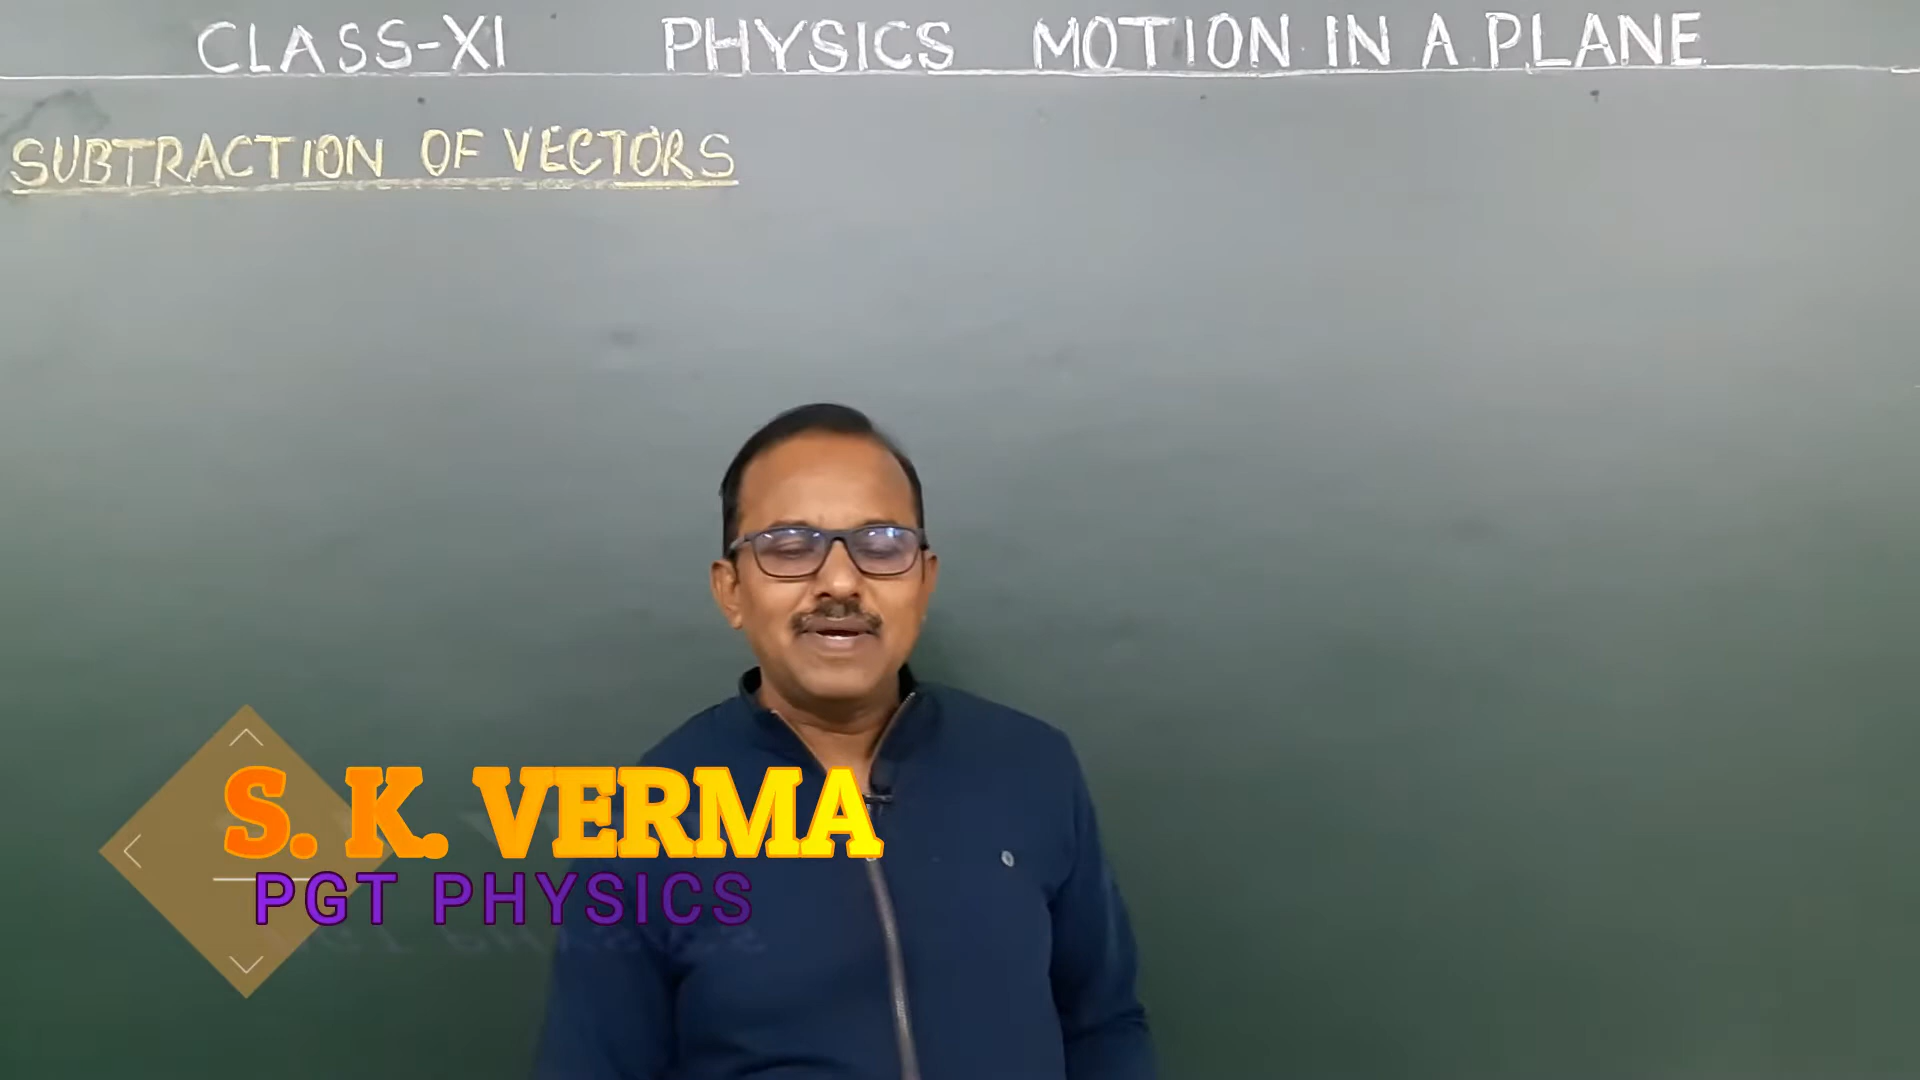 CLASS-XI PHYSICS MOTION IN A PLANE
SUBTRACTION OF VECTORS
S. K. VERMA
PGT PHYSICS